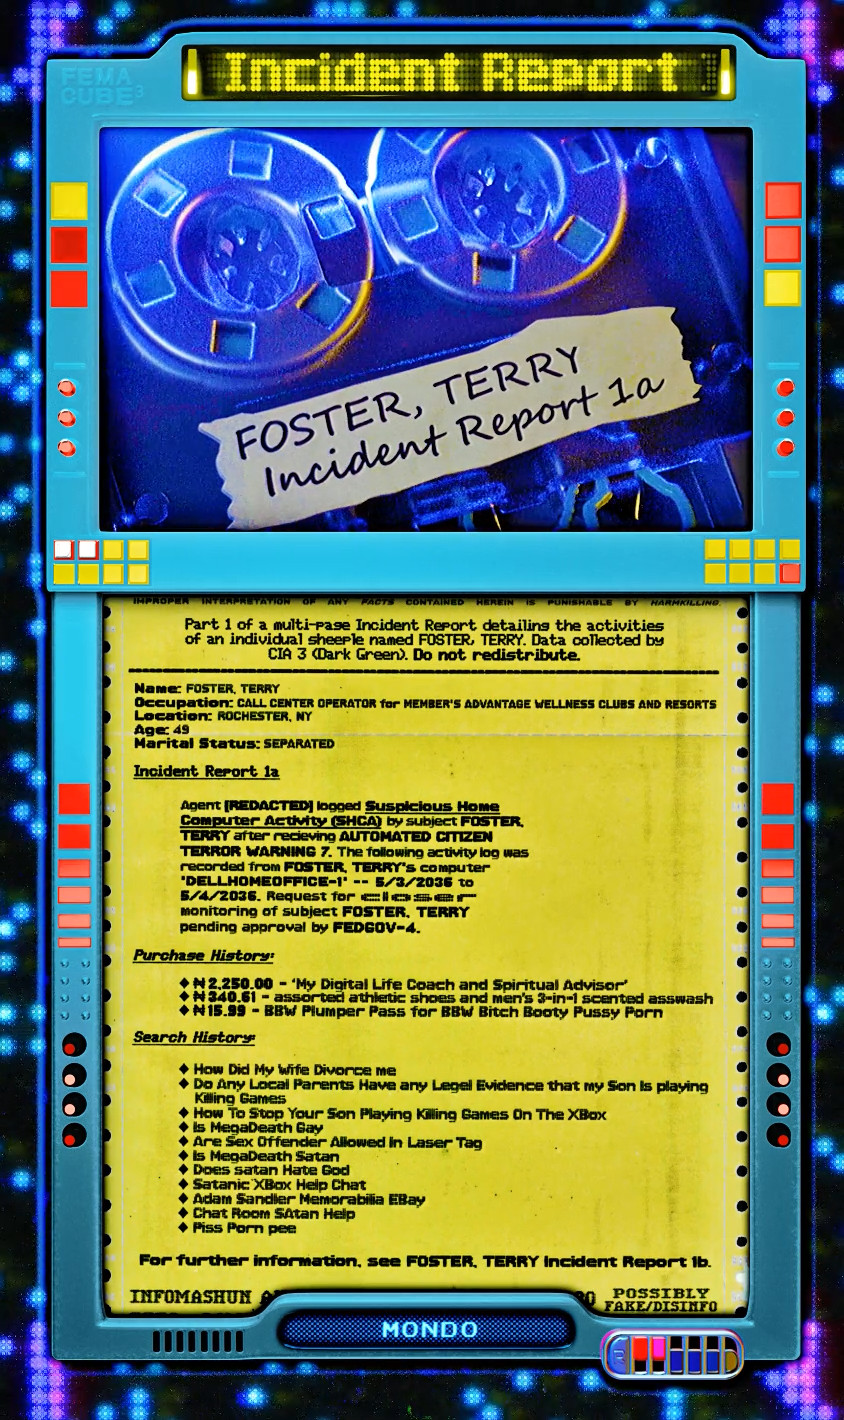 Incident Report
FEMA
CUBE³
FOSTER, TERRY
Incident Report 1a
IMPROPER INTERPRETATION OF ANY FACTS CONTAINED HEREIN IS PUNISHABLE BY HARMKILLING.
Part 1 of a multi-page Incident Report detailing the activities
of an individual sheeple named FOSTER, TERRY. Data collected by
CIA 3 (Dark Green). Do not redistribute.
Name: FOSTER, TERRY
Occupation: CALL CENTER OPERATOR for MEMBER'S ADVANTAGE WELLNESS CLUBS AND RESORTS
Location: ROCHESTER, NY
Age: 49
Marital Status: SEPARATED
Incident Report 1a
Agent [REDACTED] logged Suspicious Home
Computer Activity (SHCA) by subject FOSTER,
TERRY after recieving AUTOMATED CITIZEN
TERROR WARNING 7. The following activity log was
recorded from FOSTER, TERRY's computer
'DELLHOMEOFFICE-1' -- 5/3/2036 to
5/4/2036. Request for closer
monitoring of subject FOSTER, TERRY
pending approval by FEDGOV-4.
Purchase History:
♦ ₦ 2,250.00 - 'My Digital Life Coach and Spiritual Advisor'
♦ ₦ 340.61 - assorted athletic shoes and men's 3-in-1 scented asswash
♦ ₦ 15.99 - BBW Plumper Pass for BBW Bitch Booty Pussy Porn
Search History:
♦ How Did My Wife Divorce me
♦ Do Any Local Parents Have any Legel Evidence that my Son Is playing
Killing Games
♦ How To Stop Your Son Playing Killing Games On The XBox
♦ Is MegaDeath Gay
♦ Are Sex Offender Allowed In Laser Tag
♦ Is MegaDeath Satan
♦ Does satan Hate God
♦ Satanic XBox Help Chat
♦ Adam Sandler Memorabilia EBay
♦ Chat Room SAtan Help
♦ Piss Porn pee
For further information, see FOSTER, TERRY Incident Report 1b.
INFOMASHUN
POSSIBLY
FAKE/DISINFO
MONDO